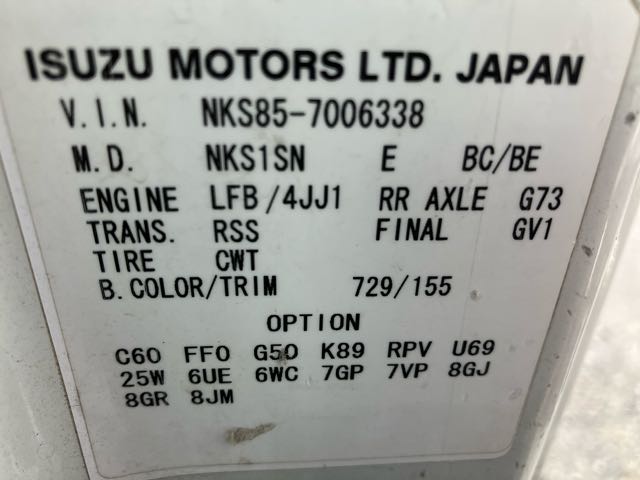 ISUZU MOTORS LTD. JAPAN
V.I.N. NKS85-7006338
M.D. NKS1SN E BC/BE
ENGINE LFB/4JJ1 RR AXLE G73
TRANS. RSS FINAL GV1
TIRE CWT
B.COLOR/TRIM 729/155
OPTION
C60 FF0 G50 K89 RPV U69
25W 6UE 6WC 7GP 7VP 8GJ
8GR 8JM